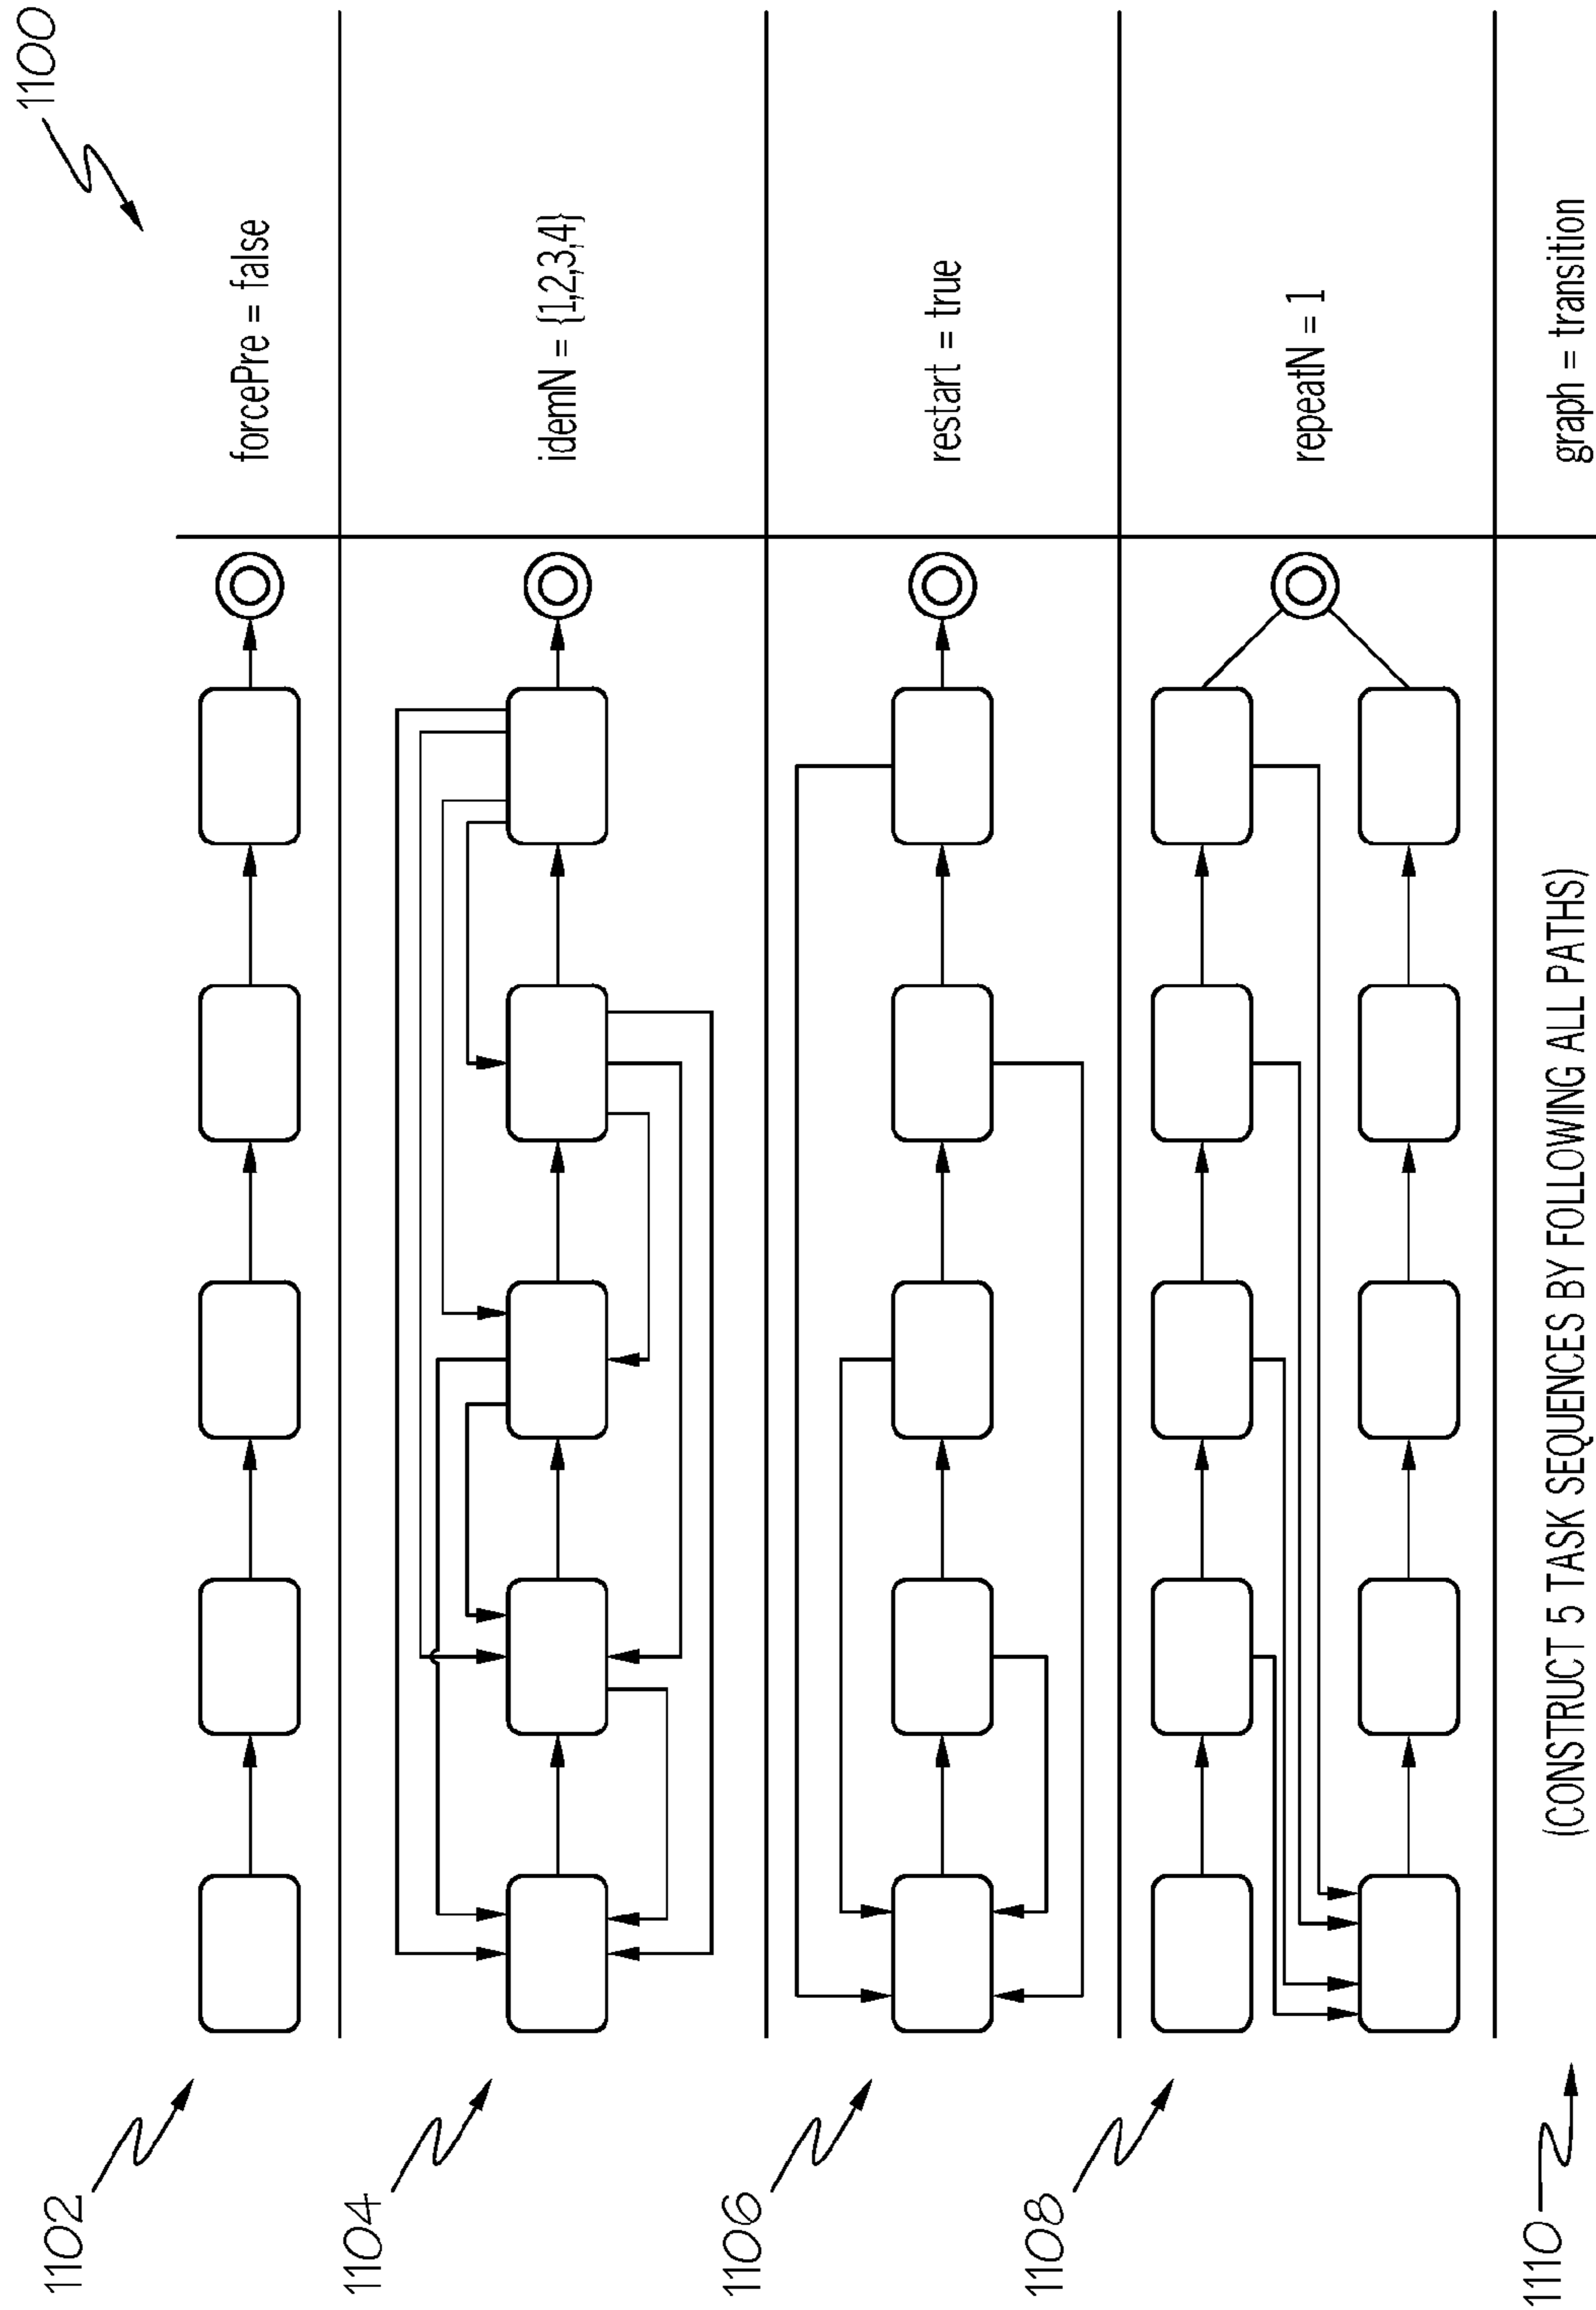 1100
1102
forcePre = false
1104
idemN = {1,2,3,4}
1106
restart = true
1108
repeatN = 1
1110
(CONSTRUCT 5 TASK SEQUENCES BY FOLLOWING ALL PATHS)
graph = transition